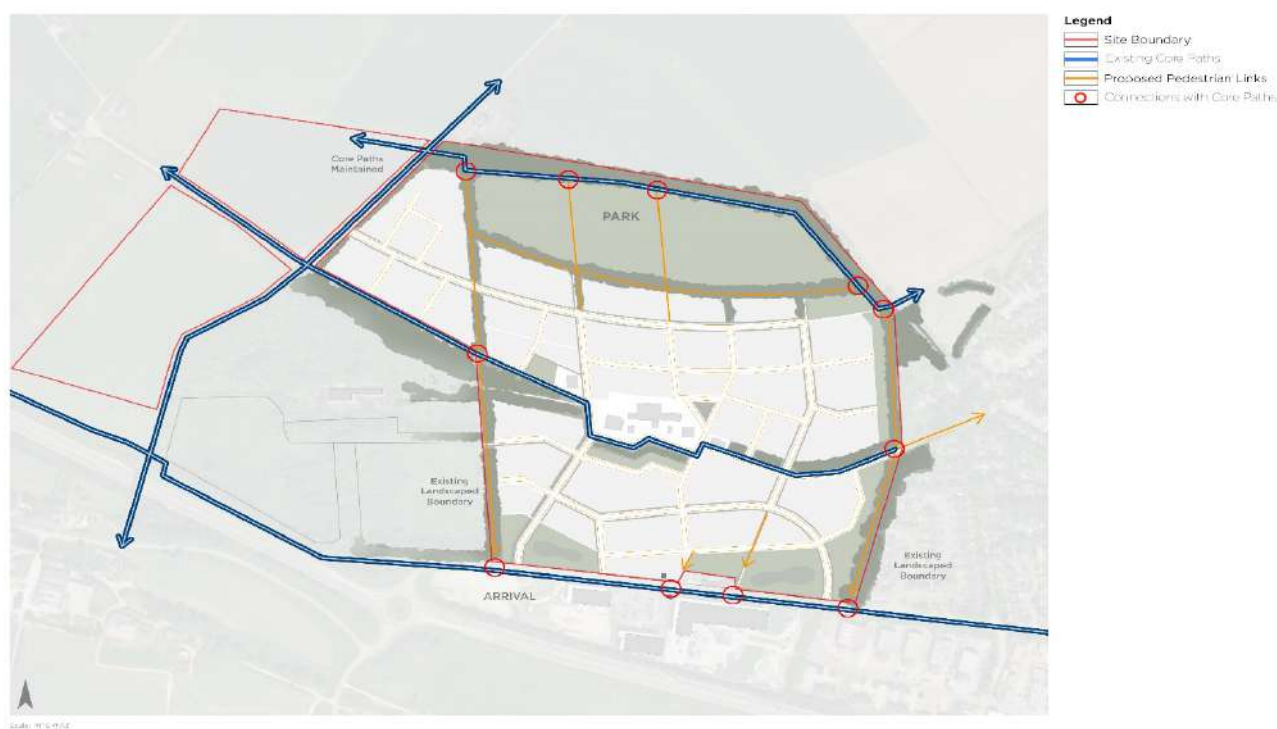 Legend
Site Boundary
Existing Core Paths
Proposed Pedestrian Links
Connections with Core Paths
Core Paths
Maintained
PARK
Existing
Landscaped
Boundary
Existing
Landscaped
Boundary
ARRIVAL